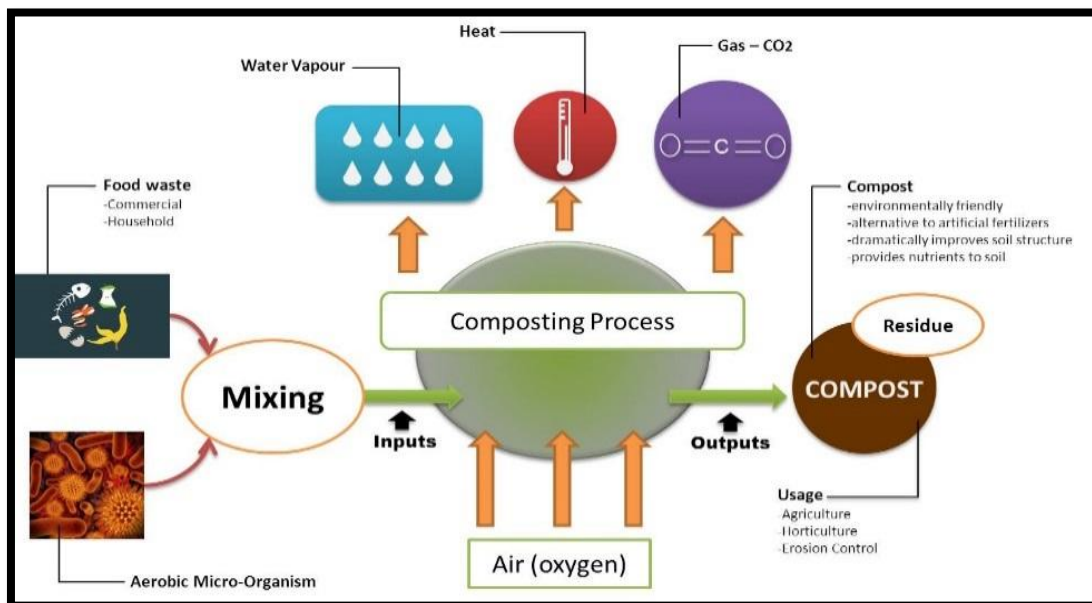 Heat
Gas – CO2
Water Vapour
Food waste
-Commercial
-Household
Compost
-environmentally friendly
-alternative to artificial fertilizers
-dramatically improves soil structure
-provides nutrients to soil
C
Composting Process
Residue
Mixing
COMPOST
Inputs
Outputs
Usage
-Agriculture
-Horticulture
-Erosion Control
Air (oxygen)
Aerobic Micro-Organism